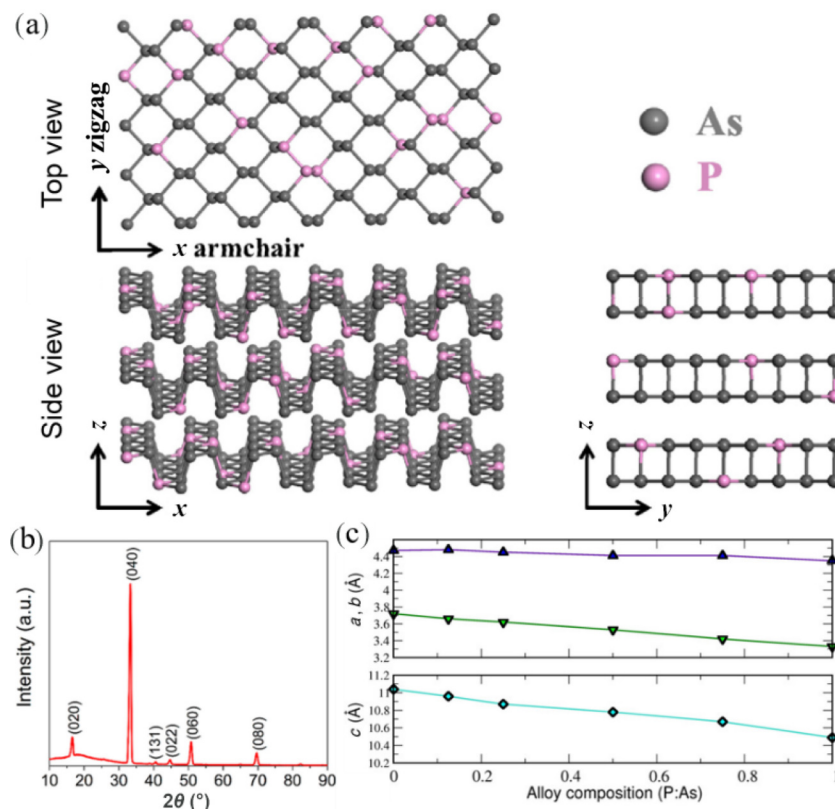 (a)
Top view
y zigzag
x armchair
As
P
Side view
z
x
z
y
(b)
Intensity (a.u.)
(020)
(040)
(131)
(022)
(060)
(080)
10 20 30 40 50 60 70 80 90
2θ (°)
(c)
a, b (Å)
4.4
4.2
4
3.8
3.6
3.4
3.2
c (Å)
11
10.8
10.6
10.4
10.2
0 0.2 0.4 0.6 0.8 1
Alloy composition (P:As)